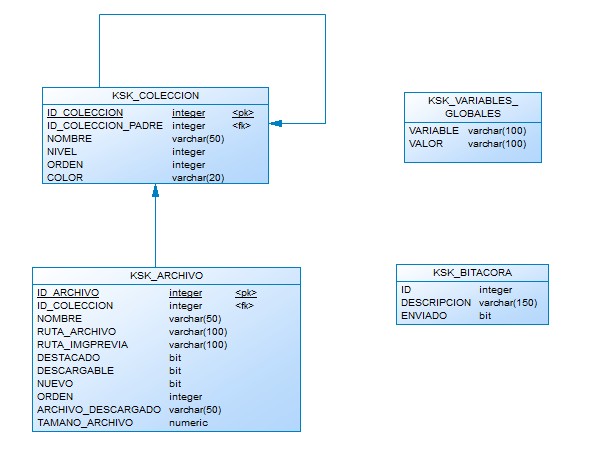 KSK_COLECCION
ID_COLECCION integer <pk>
ID_COLECCION_PADRE integer <fk>
NOMBRE varchar(50)
NIVEL integer
ORDEN integer
COLOR varchar(20)
KSK_VARIABLES_
GLOBALES
VARIABLE varchar(100)
VALOR varchar(100)
KSK_ARCHIVO
ID_ARCHIVO integer <pk>
ID_COLECCION integer <fk>
NOMBRE varchar(50)
RUTA_ARCHIVO varchar(100)
RUTA_IMGPREVIA varchar(100)
DESTACADO bit
DESCARGABLE bit
NUEVO bit
ORDEN integer
ARCHIVO_DESCARGADO varchar(50)
TAMANO_ARCHIVO numeric
KSK_BITACORA
ID integer
DESCRIPCION varchar(150)
ENVIADO bit